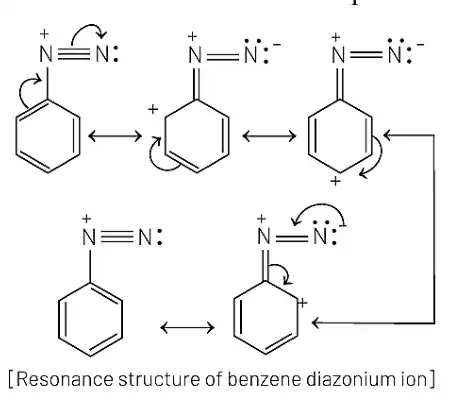 + N ≡ N:
+ N = N̈: −
+ N = N̈: −
+
+
+ N ≡ N:
+ N = N̈: −
+
[Resonance structure of benzene diazonium ion]